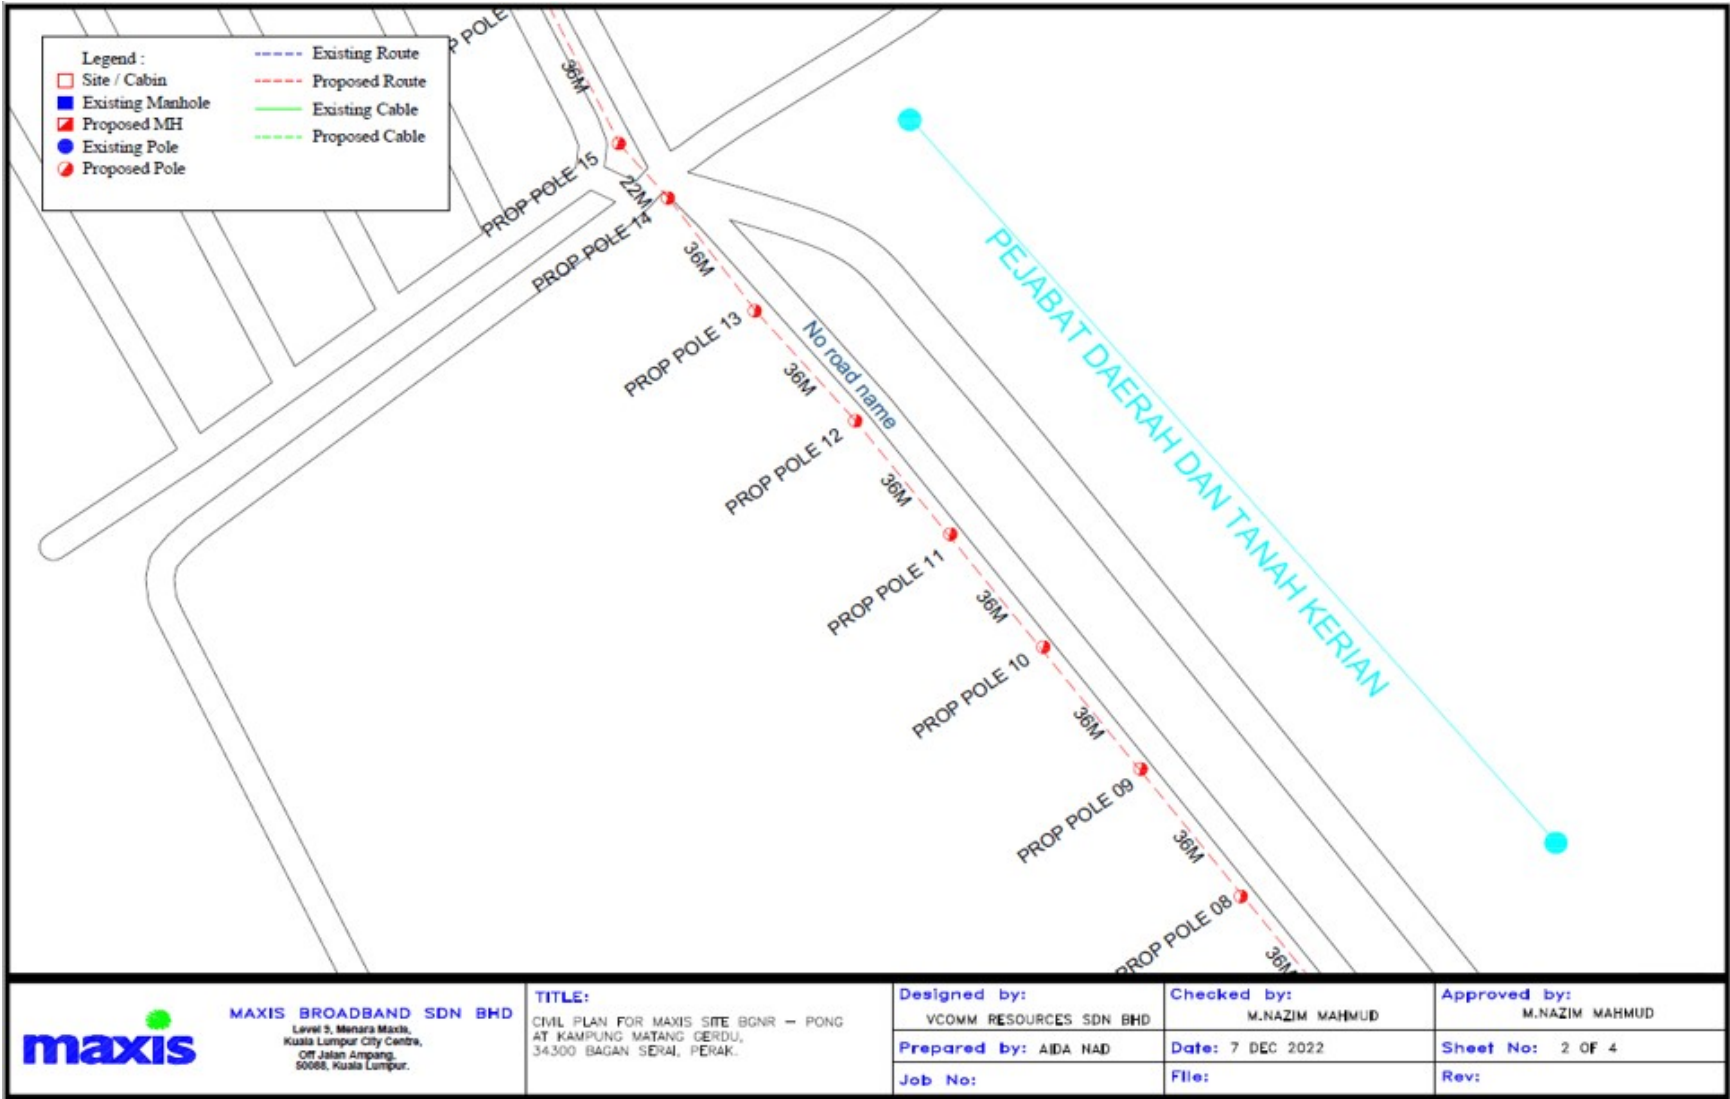 Legend :
Site / Cabin
Existing Manhole
Proposed MH
Existing Pole
Proposed Pole
Existing Route
Proposed Route
Existing Cable
Proposed Cable
P POLE
36M
PROP POLE 15
22M
PROP POLE 14
36M
PROP POLE 13
36M
No road name
PROP POLE 12
36M
PROP POLE 11
36M
PROP POLE 10
36M
PROP POLE 09
36M
PROP POLE 08
36M
PEJABAT DAERAH DAN TANAH KERIAN
maxis
MAXIS BROADBAND SDN BHD
Level 9, Menara Maxis,
Kuala Lumpur City Centre,
Off Jalan Ampang,
50088, Kuala Lumpur.
TITLE:
CIVIL PLAN FOR MAXIS SITE BGNR – PONG
AT KAMPUNG MATANG GERDU,
34300 BAGAN SERAI, PERAK.
Designed by:
VCOMM RESOURCES SDN BHD
Prepared by: AIDA NAD
Job No:
Checked by:
M.NAZIM MAHMUD
Date: 7 DEC 2022
File:
Approved by:
M.NAZIM MAHMUD
Sheet No: 2 OF 4
Rev: